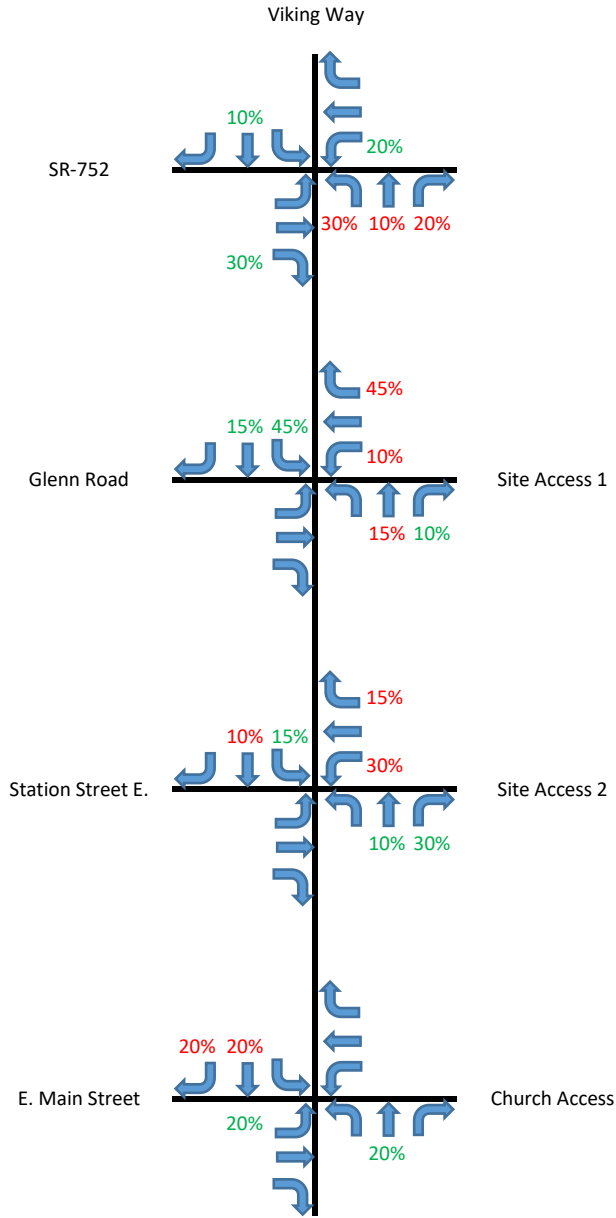 Viking Way
10%
SR-752
20%
30% 10% 20%
30%
45%
15% 45%
10%
Glenn Road
Site Access 1
15% 10%
15%
10% 15%
30%
Station Street E.
Site Access 2
10% 30%
20% 20%
E. Main Street
Church Access
20%
20%